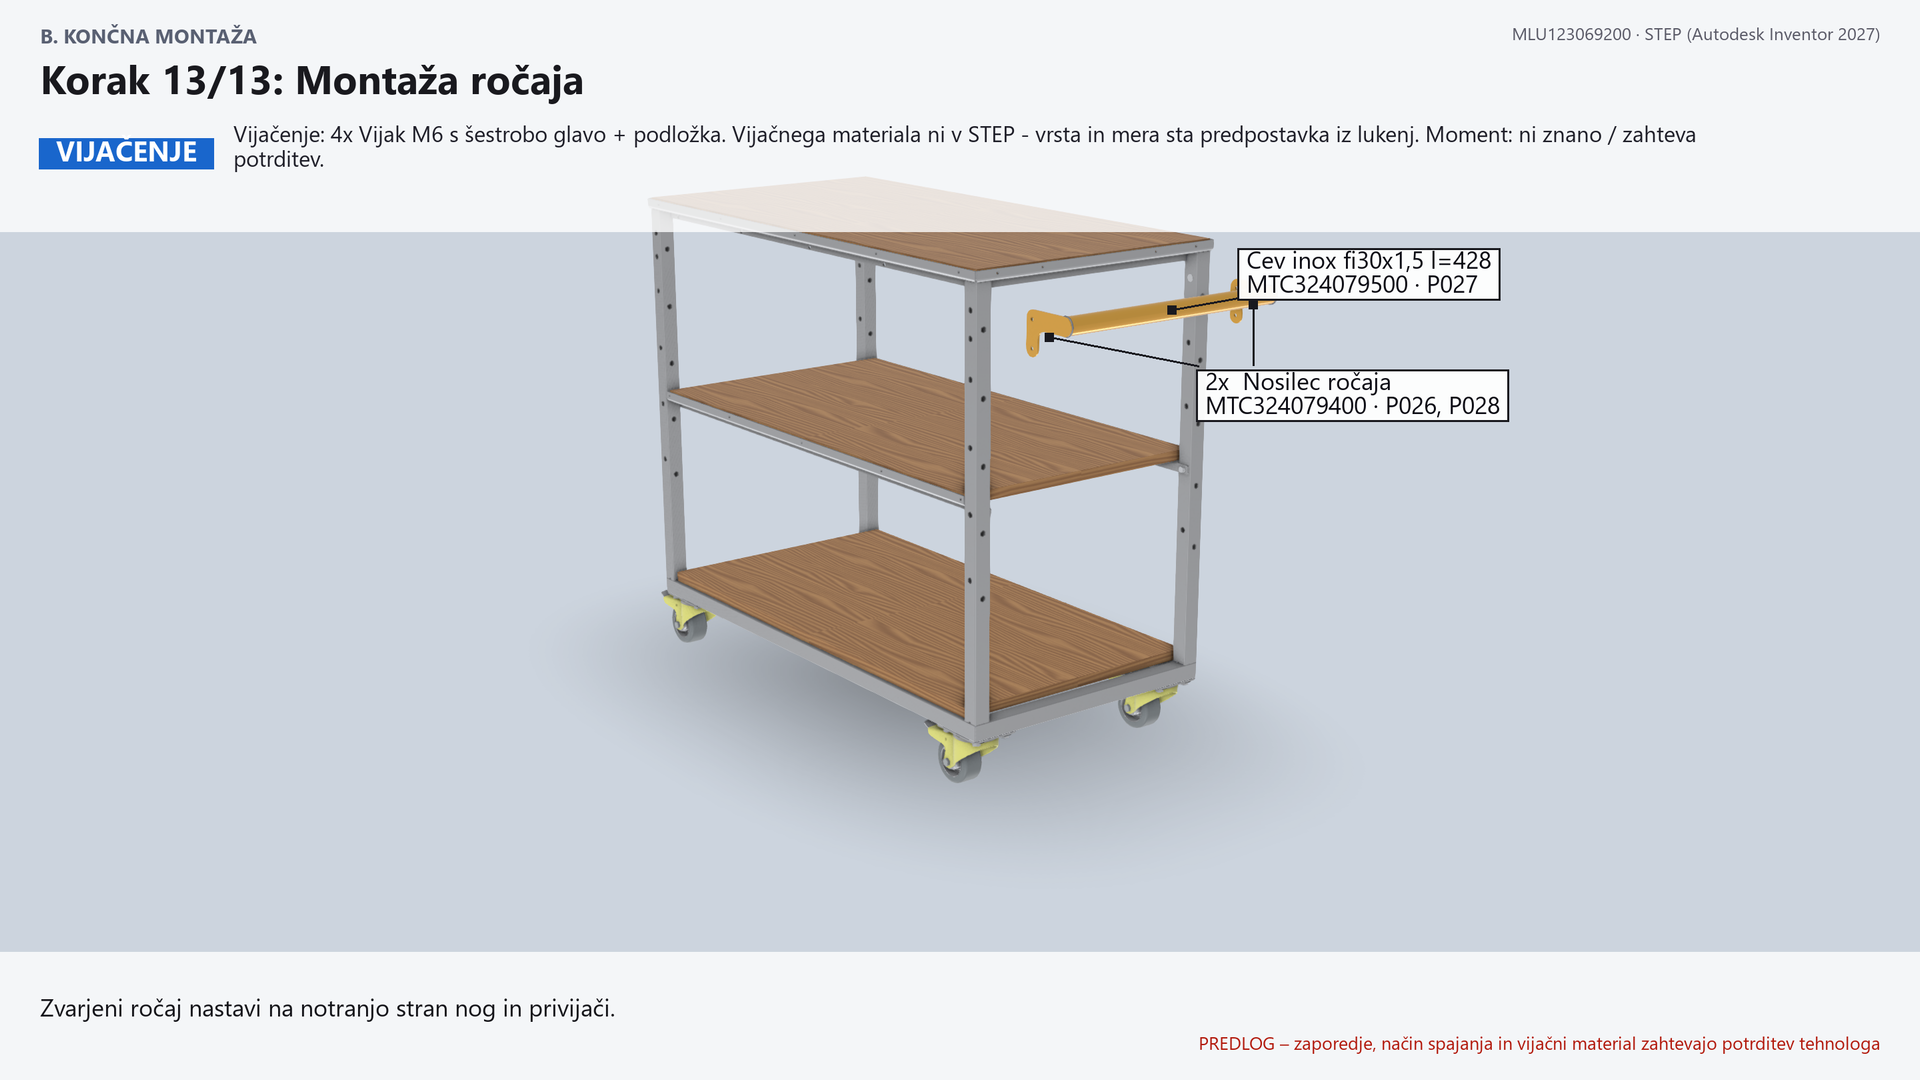 B. KONČNA MONTAŽA
MLU123069200 · STEP (Autodesk Inventor 2027)
Korak 13/13: Montaža ročaja
VIJAČENJE
Vijačenje: 4x Vijak M6 s šestrobo glavo + podložka. Vijačnega materiala ni v STEP - vrsta in mera sta predpostavka iz lukenj. Moment: ni znano / zahteva
potrditev.
Cev inox fi30x1,5 l=428
MTC324079500 · P027
2x  Nosilec ročaja
MTC324079400 · P026, P028
Zvarjeni ročaj nastavi na notranjo stran nog in privijači.
PREDLOG – zaporedje, način spajanja in vijačni material zahtevajo potrditev tehnologa